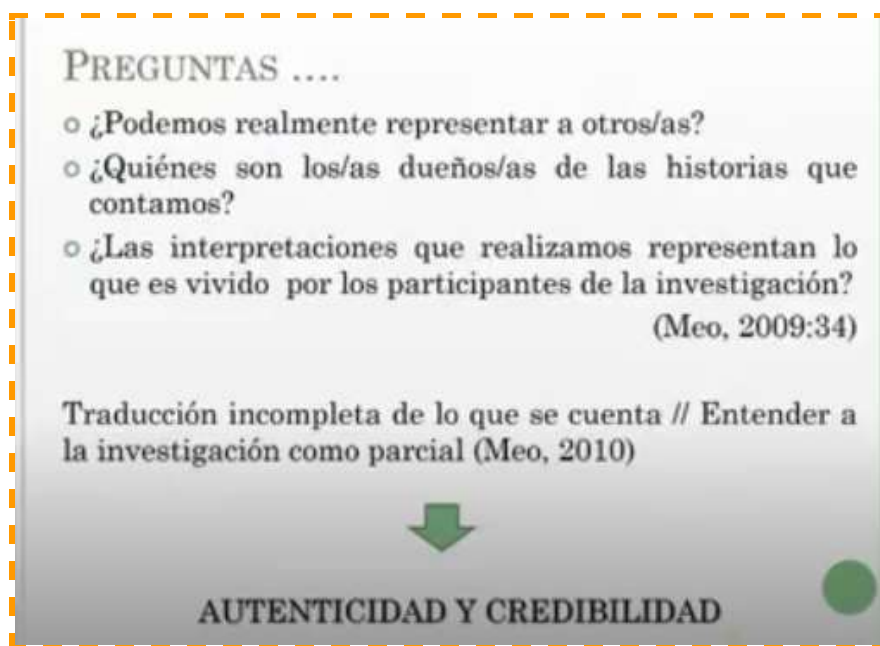 PREGUNTAS ....
¿Podemos realmente representar a otros/as?
¿Quiénes son los/as dueños/as de las historias que
contamos?
¿Las interpretaciones que realizamos representan lo
que es vivido por los participantes de la investigación?
(Meo, 2009:34)
Traducción incompleta de lo que se cuenta // Entender a
la investigación como parcial (Meo, 2010)
AUTENTICIDAD Y CREDIBILIDAD